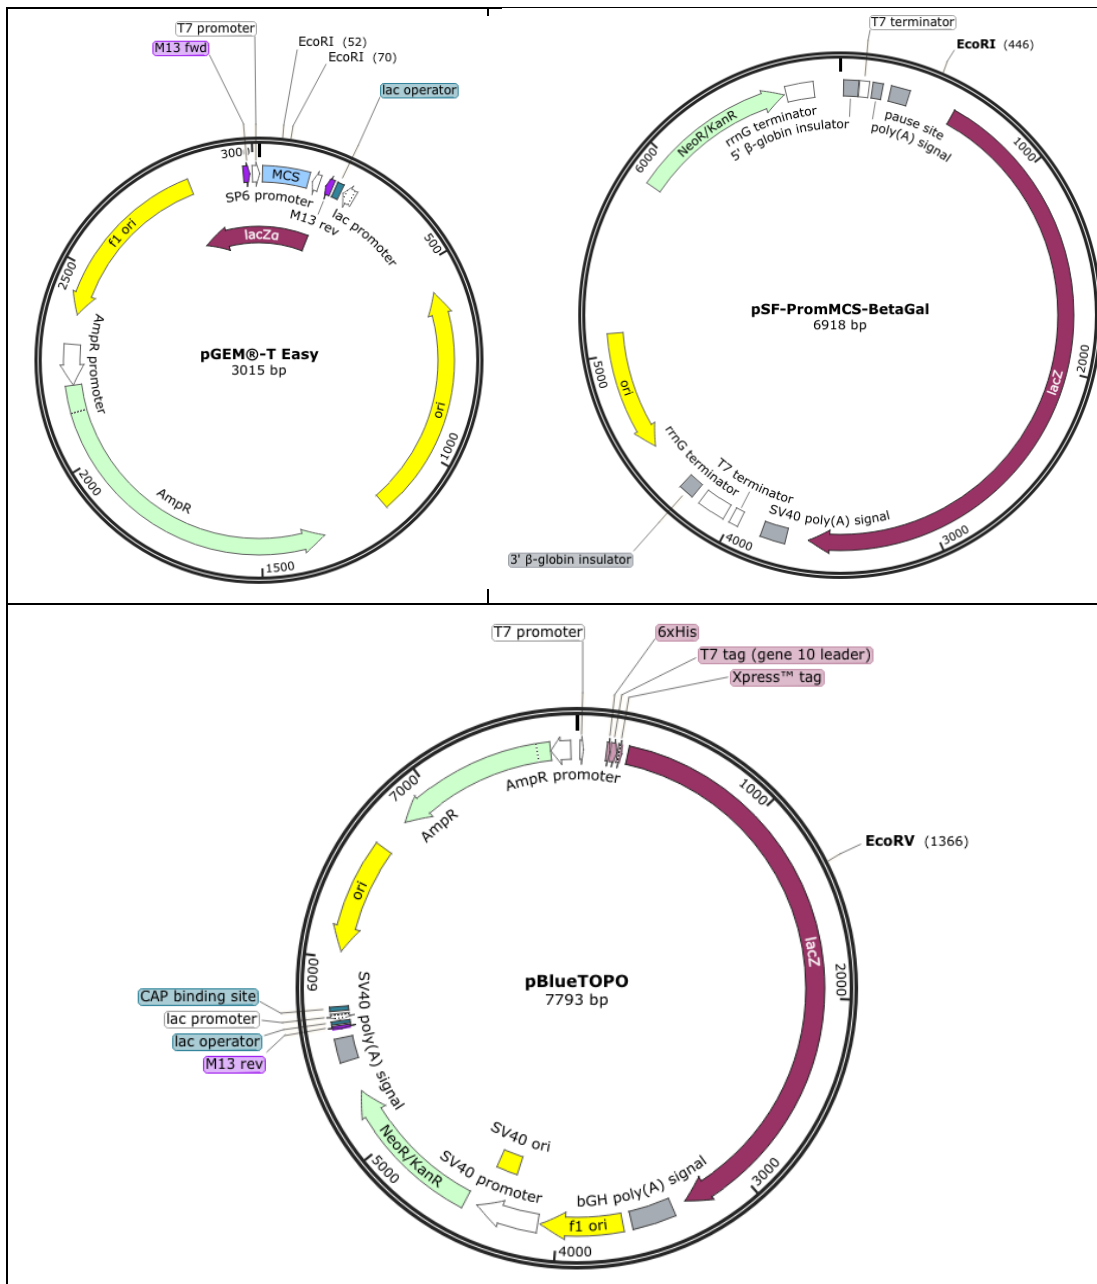 T7 promoter
M13 fwd
EcoRI (52)
EcoRI (70)
lac operator
3000
MCS
SP6 promoter
M13 rev
lac promoter
lacZα
f1 ori
500
2500
AmpR promoter
pGEM®-T Easy
3015 bp
ori
1000
2000
AmpR
1500
T7 terminator
EcoRI (446)
NeoR/KanR
rrnG terminator
5' β-globin insulator
pause site
poly(A) signal
1000
6000
pSF-PromMCS-BetaGal
6918 bp
lacZ
2000
5000
ori
rrnG terminator
T7 terminator
SV40 poly(A) signal
3000
4000
3' β-globin insulator
T7 promoter
6xHis
T7 tag (gene 10 leader)
Xpress™ tag
AmpR promoter
7000
AmpR
1000
EcoRV (1366)
ori
lacZ
6000
pBlueTOPO
7793 bp
2000
CAP binding site
lac promoter
lac operator
M13 rev
SV40 poly(A) signal
NeoR/KanR
5000
SV40 ori
SV40 promoter
bGH poly(A) signal
3000
f1 ori
4000